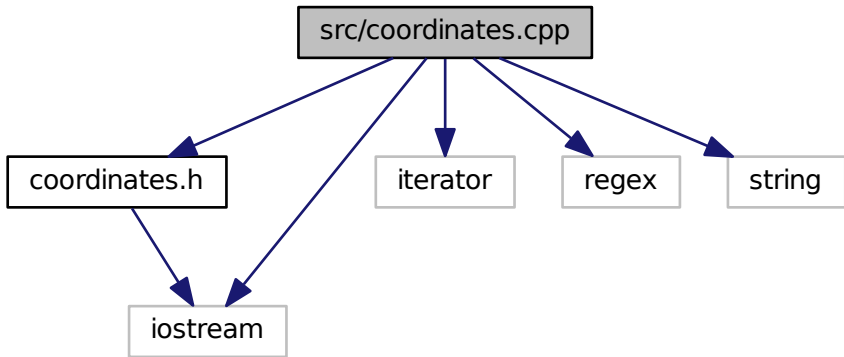 src/coordinates.cpp
coordinates.h
iterator
regex
string
iostream